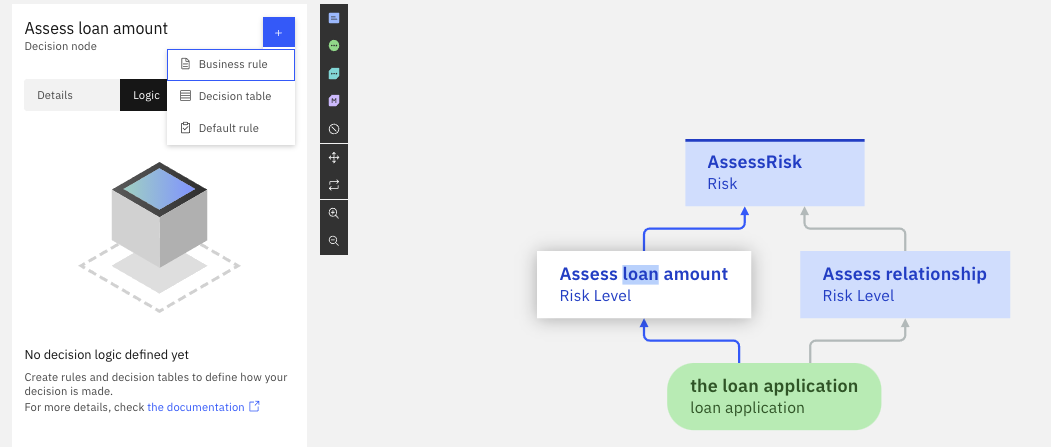 Assess loan amount
Decision node
+
Business rule
Decision table
Default rule
Details
Logic
No decision logic defined yet
Create rules and decision tables to define how your
decision is made.
For more details, check the documentation
M
AssessRisk
Risk
Assess loan amount
Risk Level
Assess relationship
Risk Level
the loan application
loan application